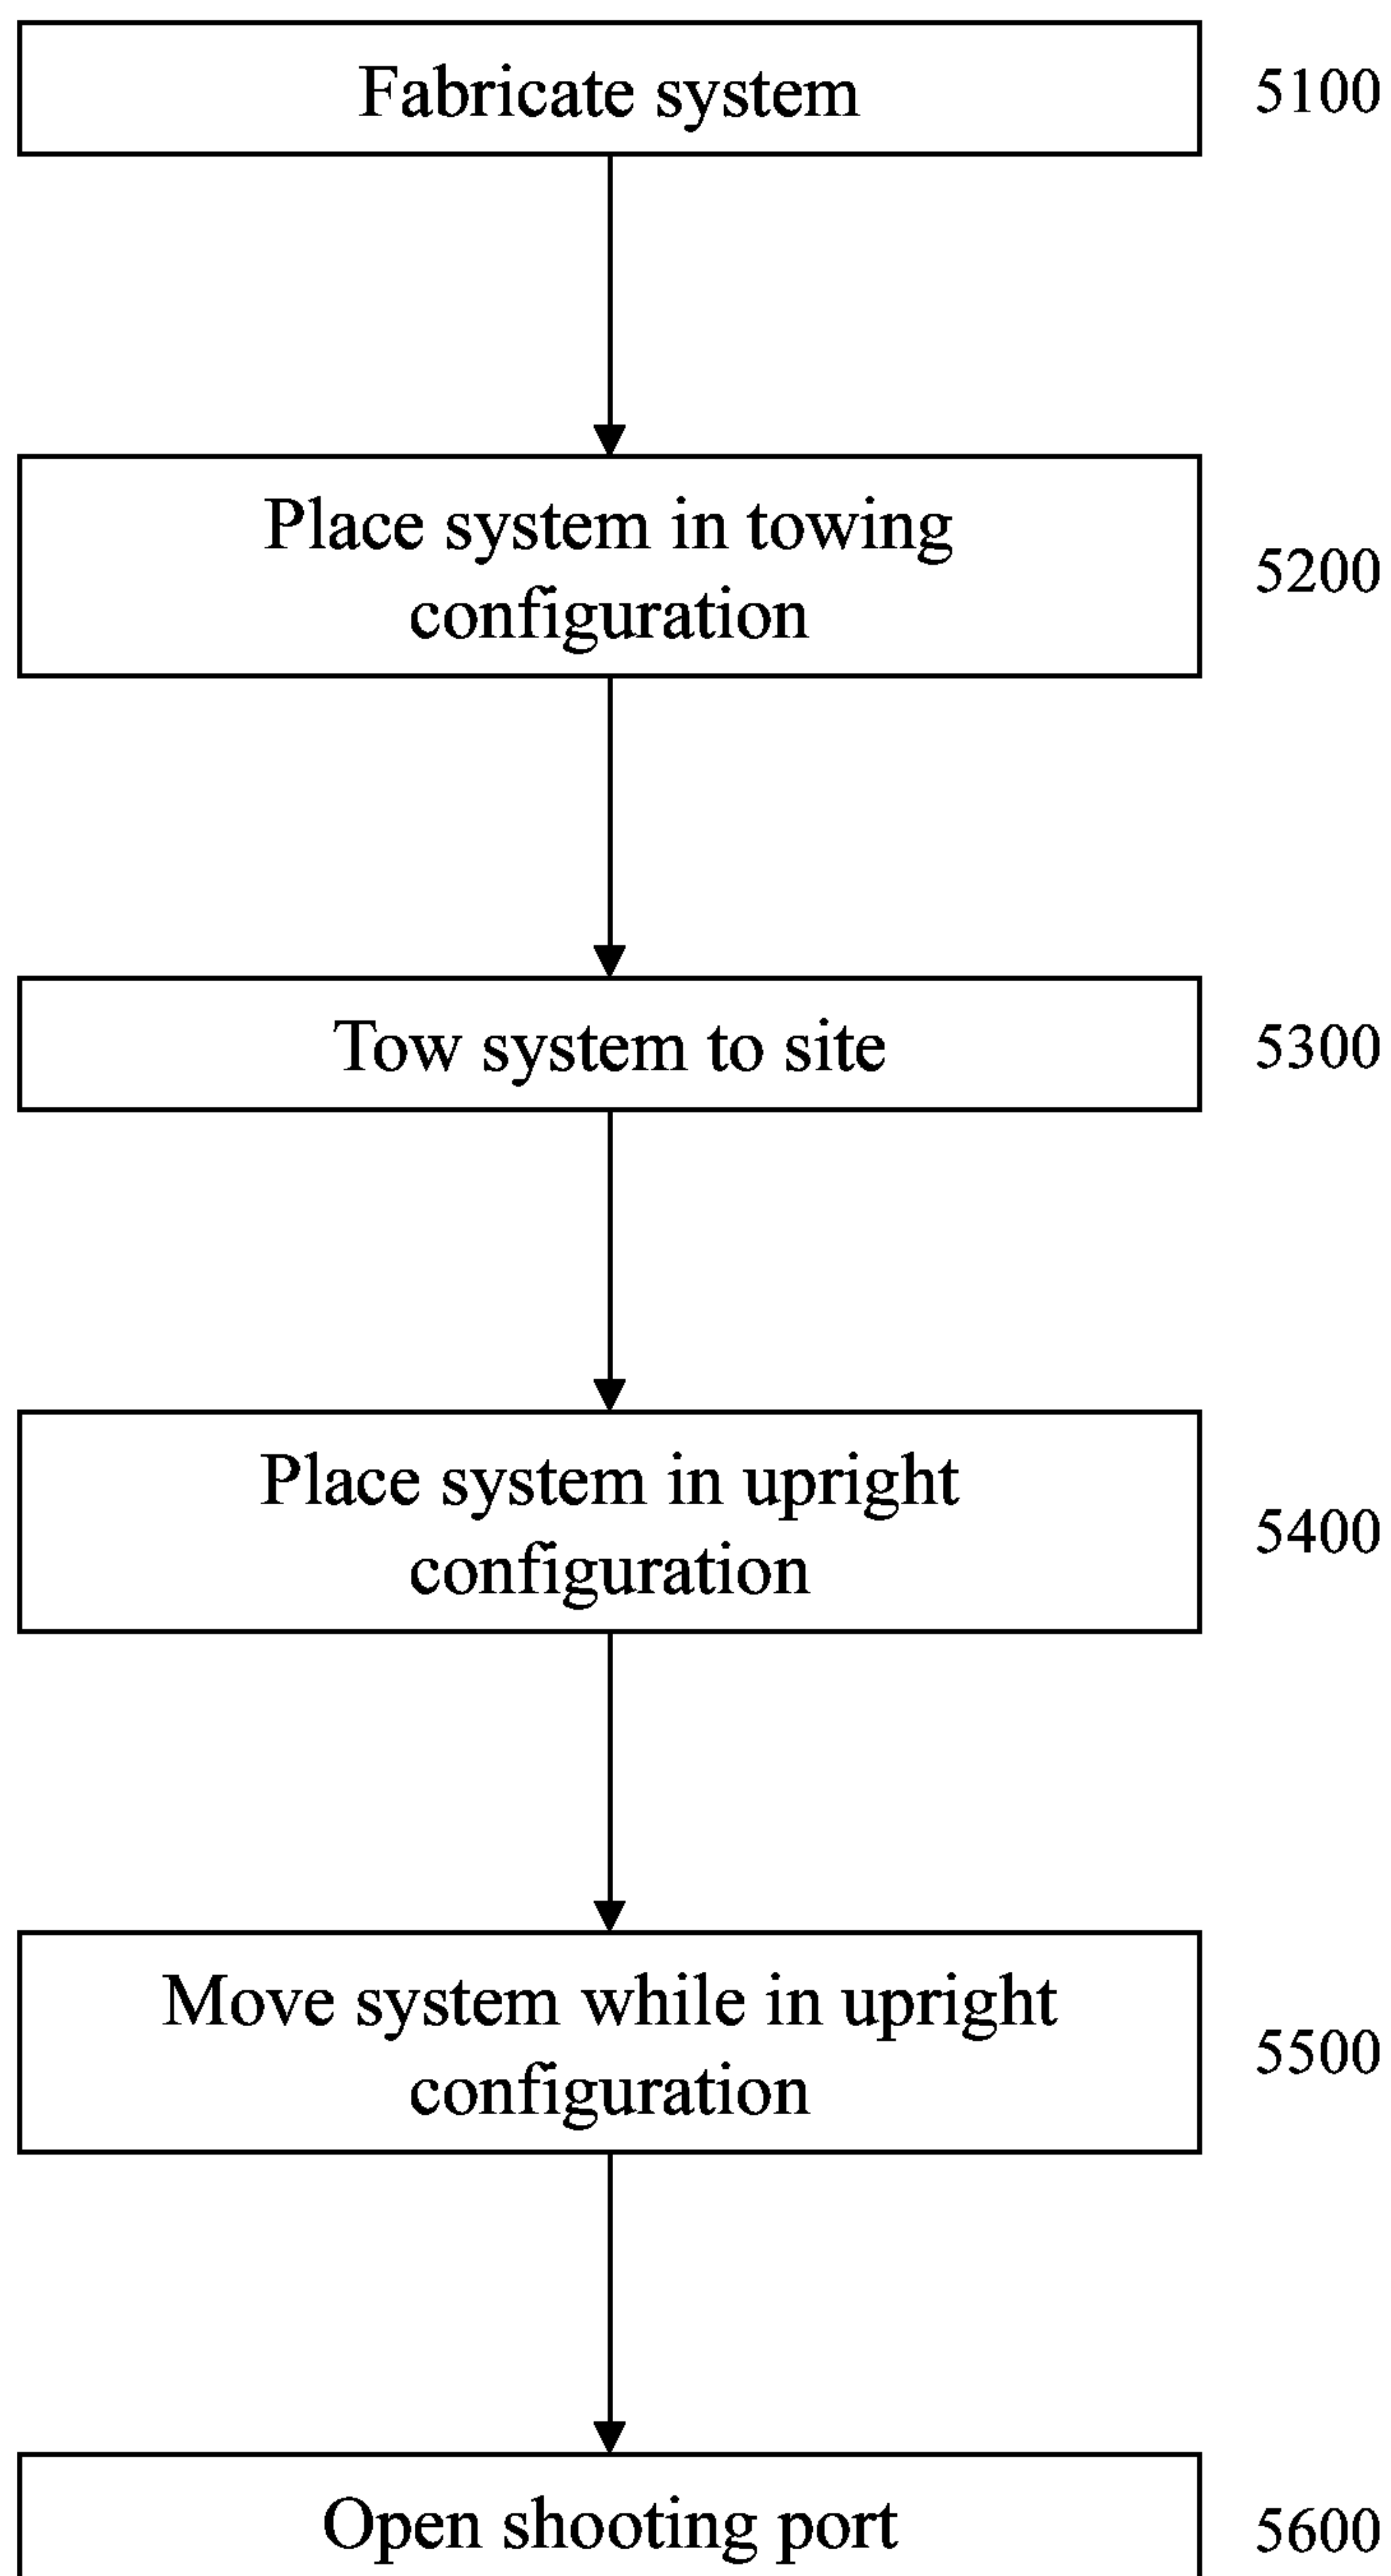 Fabricate system
5100
Place system in towing
configuration
5200
Tow system to site
5300
Place system in upright
configuration
5400
Move system while in upright
configuration
5500
Open shooting port
5600